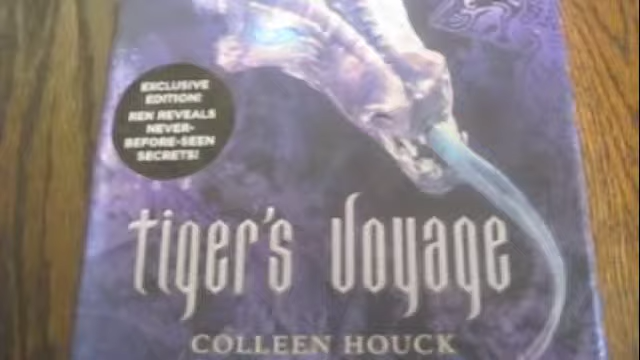 EXCLUSIVE
EDITION!
REN REVEALS
NEVER-
BEFORE-SEEN
SECRETS!
tiger's Voyage
COLLEEN HOUCK